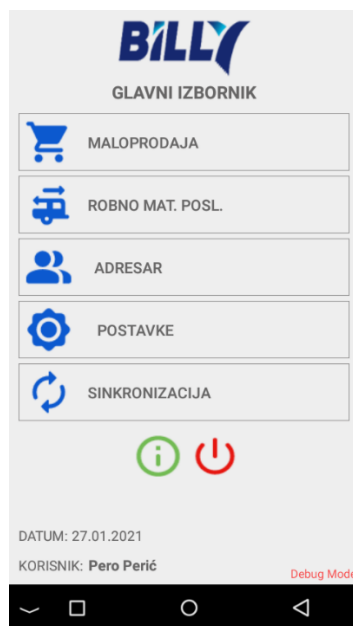 BILLY
GLAVNI IZBORNIK
MALOPRODAJA
ROBNO MAT. POSL.
ADRESAR
POSTAVKE
SINKRONIZACIJA
DATUM: 27.01.2021
KORISNIK: Pero Perić
Debug Mode